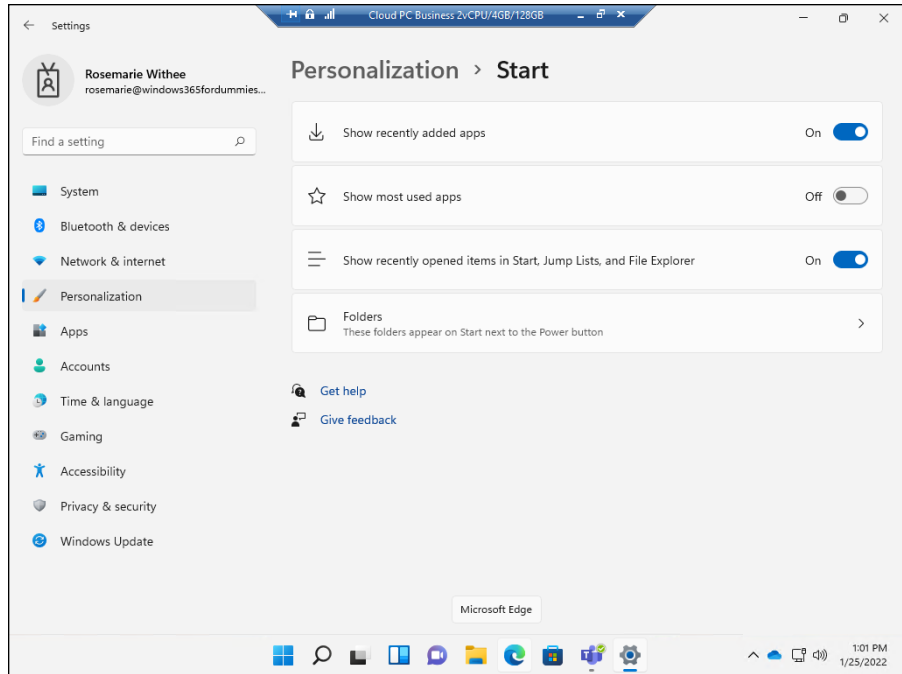 Cloud PC Business 2vCPU/4GB/128GB
Settings
Rosemarie Withee
rosemarie@windows365fordummies...
Find a setting
System
Bluetooth & devices
Network & internet
Personalization
Apps
Accounts
Time & language
Gaming
Accessibility
Privacy & security
Windows Update
Personalization > Start
Show recently added apps On
Show most used apps Off
Show recently opened items in Start, Jump Lists, and File Explorer On
Folders
These folders appear on Start next to the Power button
Get help
Give feedback
Microsoft Edge
1:01 PM
1/25/2022